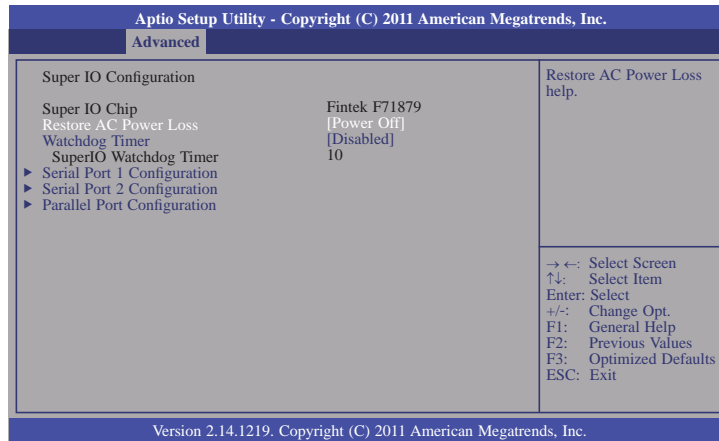 Aptio Setup Utility - Copyright (C) 2011 American Megatrends, Inc.
Advanced
Super IO Configuration
Super IO Chip Fintek F71879
Restore AC Power Loss [Power Off]
Watchdog Timer [Disabled]
SuperIO Watchdog Timer 10
▶ Serial Port 1 Configuration
▶ Serial Port 2 Configuration
▶ Parallel Port Configuration
Restore AC Power Loss
help.
→ ←: Select Screen
↑↓: Select Item
Enter: Select
+/-: Change Opt.
F1: General Help
F2: Previous Values
F3: Optimized Defaults
ESC: Exit
Version 2.14.1219. Copyright (C) 2011 American Megatrends, Inc.